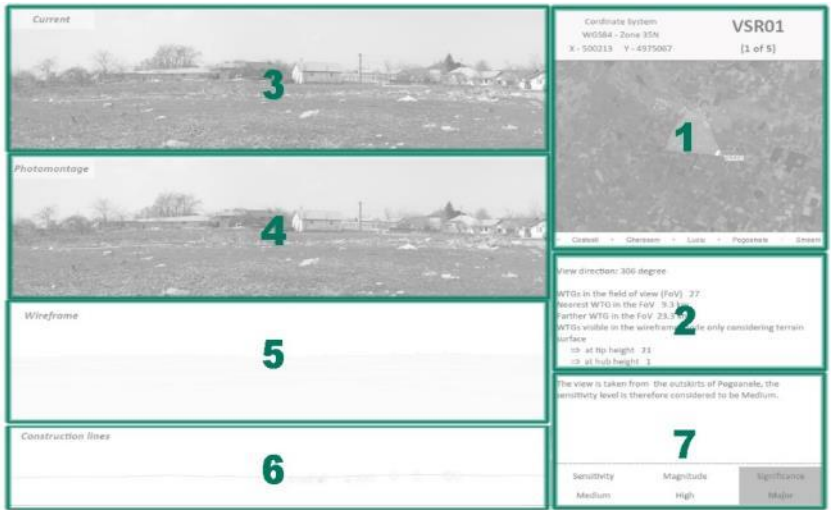 Current
3
Photomontage
4
Wireframe
5
Construction lines
6
Cordinate System
WGS84 - Zone 35N
X - 500213 Y - 4975067
VSR01
(1 of 5)
1
Costesti - Gherasem - Luciu - Pogoanele - Smeeni
View direction: 306 degree
WTGs in the field of view (FoV) 27
Nearest WTG in the FoV 9.3 km
Farther WTG in the FoV 23.3
WTGs visible in the wireframe made only considering terrain
surface
=> at tip height 21
=> at hub height 1
2
The view is taken from the outskirts of Pogoanele, the
sensitivity level is therefore considered to be Medium.
7
Sensitivity Magnitude Significance
Medium High Major